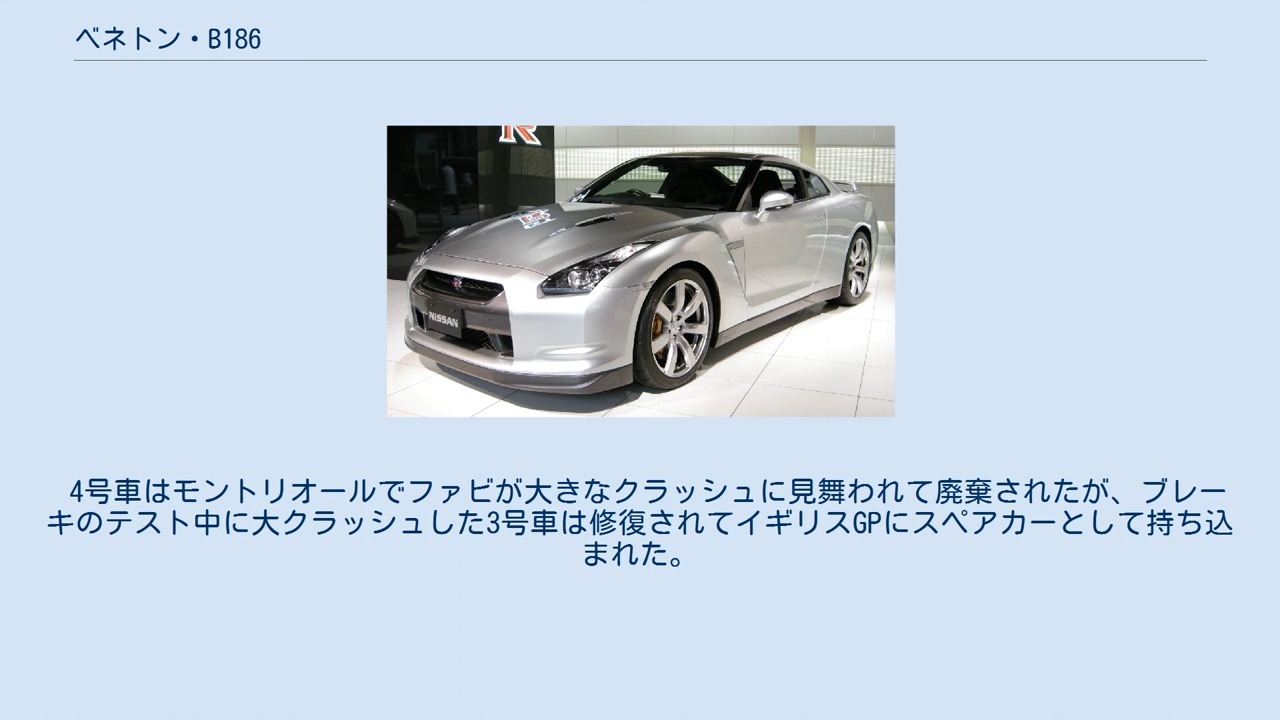 ベネトン・B186
R
NISSAN
4号車はモントリオールでファビが大きなクラッシュに見舞われて廃棄されたが、ブレー
キのテスト中に大クラッシュした3号車は修復されてイギリスGPにスペアカーとして持ち込
まれた。